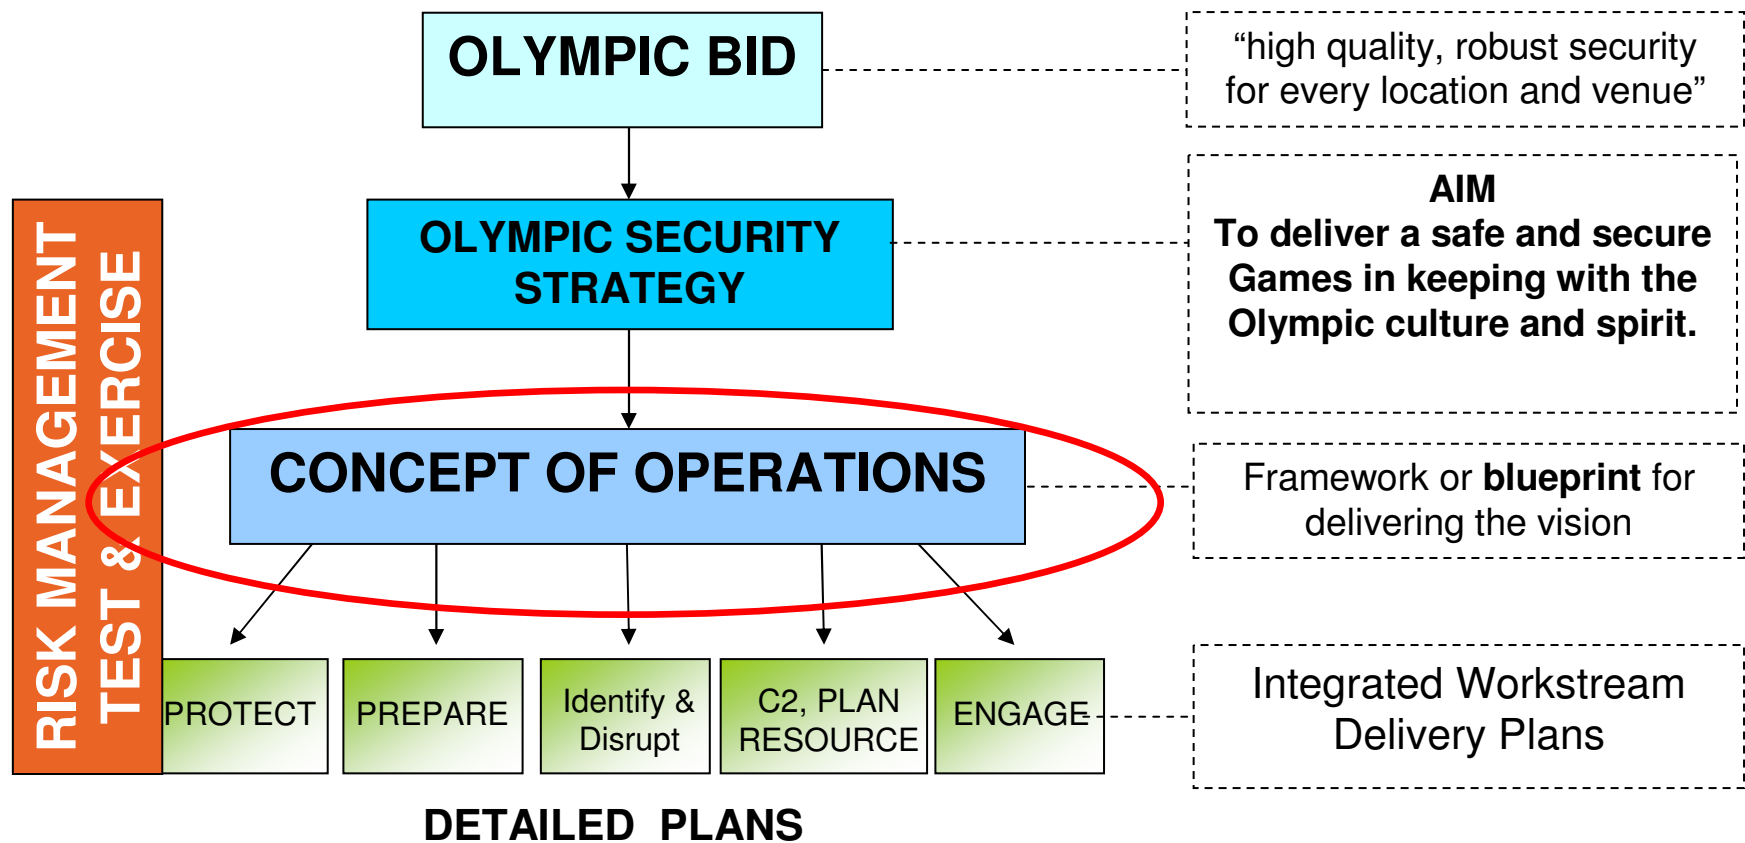 OLYMPIC BID
“high quality, robust security
for every location and venue”
OLYMPIC SECURITY
STRATEGY
AIM
To deliver a safe and secure
Games in keeping with the
Olympic culture and spirit.
RISK MANAGEMENT
TEST & EXERCISE
CONCEPT OF OPERATIONS
Framework or blueprint for
delivering the vision
PROTECT
PREPARE
Identify &
Disrupt
C2, PLAN
RESOURCE
ENGAGE
Integrated Workstream
Delivery Plans
DETAILED PLANS